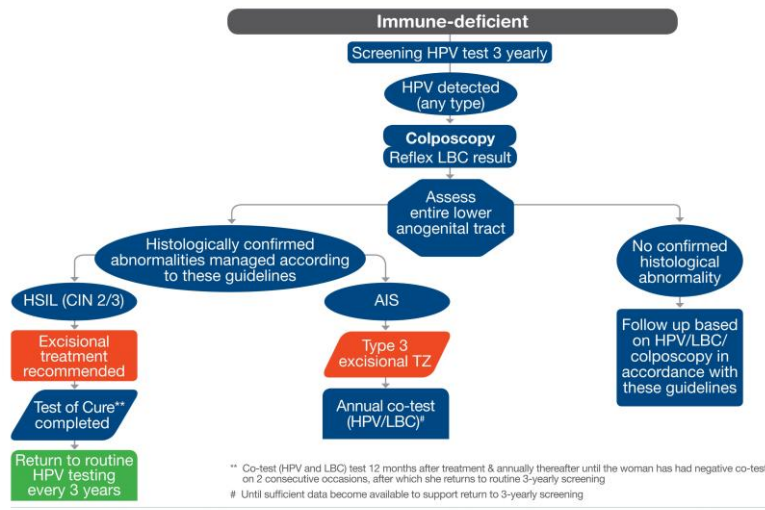 Immune-deficient
Screening HPV test 3 yearly
HPV detected
(any type)
Colposcopy
Reflex LBC result
Assess
entire lower
anogenital tract
Histologically confirmed
abnormalities managed according
to these guidelines
No confirmed
histological
abnormality
HSIL (CIN 2/3)
AIS
Excisional
treatment
recommended
Type 3
excisional TZ
Follow up based
on HPV/LBC/
colposcopy in
accordance with
these guidelines
Test of Cure**
completed
Annual co-test
(HPV/LBC)#
Return to routine
HPV testing
every 3 years
** Co-test (HPV and LBC) test 12 months after treatment & annually thereafter until the woman has had negative co-test
on 2 consecutive occasions, after which she returns to routine 3-yearly screening
# Until sufficient data become available to support return to 3-yearly screening